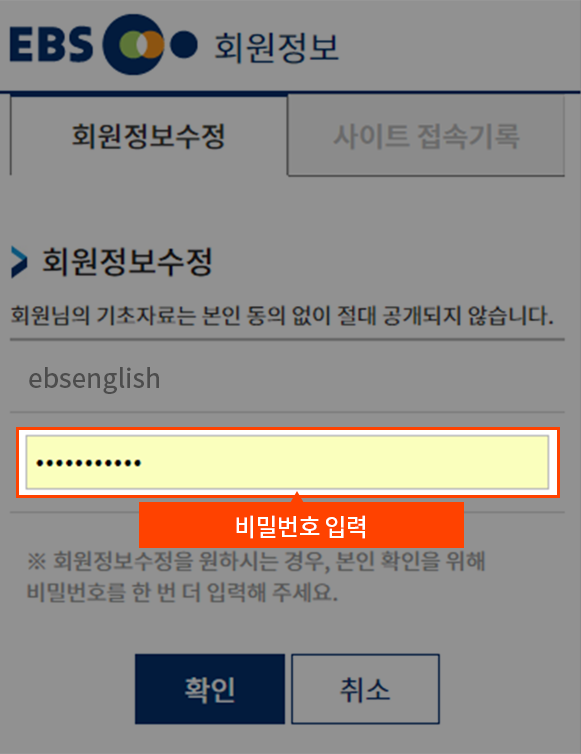 EBS 회원정보
회원정보수정
사이트 접속기록
회원정보수정
회원님의 기초자료는 본인 동의 없이 절대 공개되지 않습니다.
ebsenglish
•••••••••••
비밀번호 입력
※ 회원정보수정을 원하시는 경우, 본인 확인을 위해
비밀번호를 한 번 더 입력해 주세요.
확인
취소